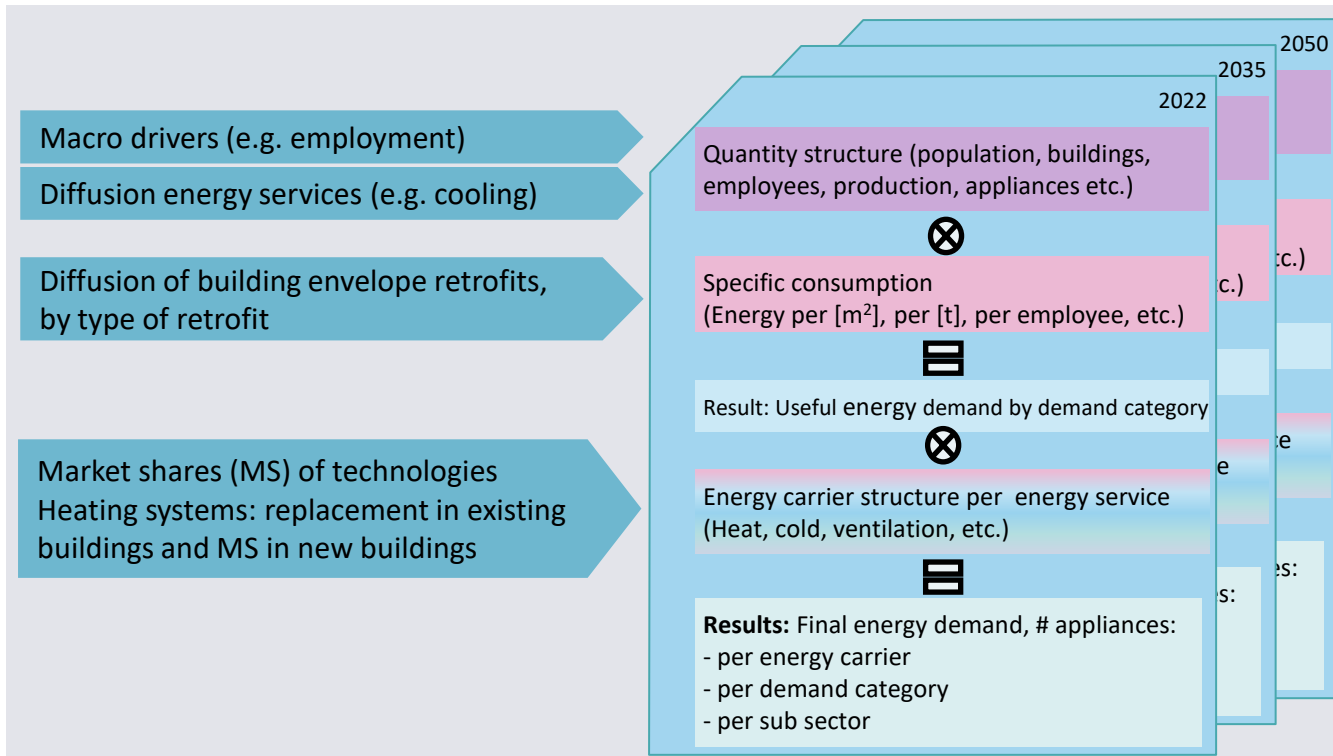 Macro drivers (e.g. employment)
Diffusion energy services (e.g. cooling)
Diffusion of building envelope retrofits,
by type of retrofit
Market shares (MS) of technologies
Heating systems: replacement in existing
buildings and MS in new buildings
2050
2035
2022
Quantity structure (population, buildings,
employees, production, appliances etc.)
Specific consumption
(Energy per [m²], per [t], per employee, etc.)
Result: Useful energy demand by demand category
Energy carrier structure per energy service
(Heat, cold, ventilation, etc.)
Results: Final energy demand, # appliances:
- per energy carrier
- per demand category
- per sub sector